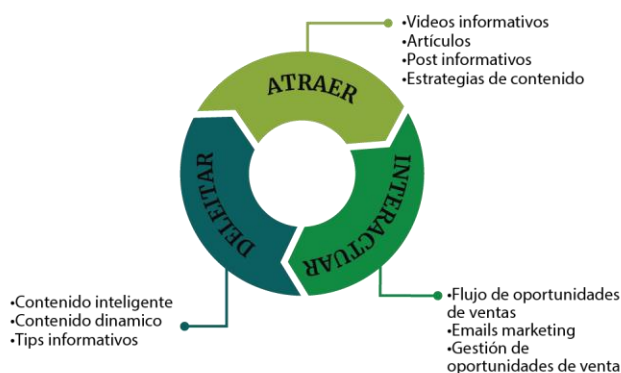 •Videos informativos
•Artículos
•Post informativos
•Estrategias de contenido
ATRAER
INTERACTUAR
DELEITAR
•Contenido inteligente
•Contenido dinamico
•Tips informativos
•Flujo de oportunidades
de ventas
•Emails marketing
•Gestión de
oportunidades de venta